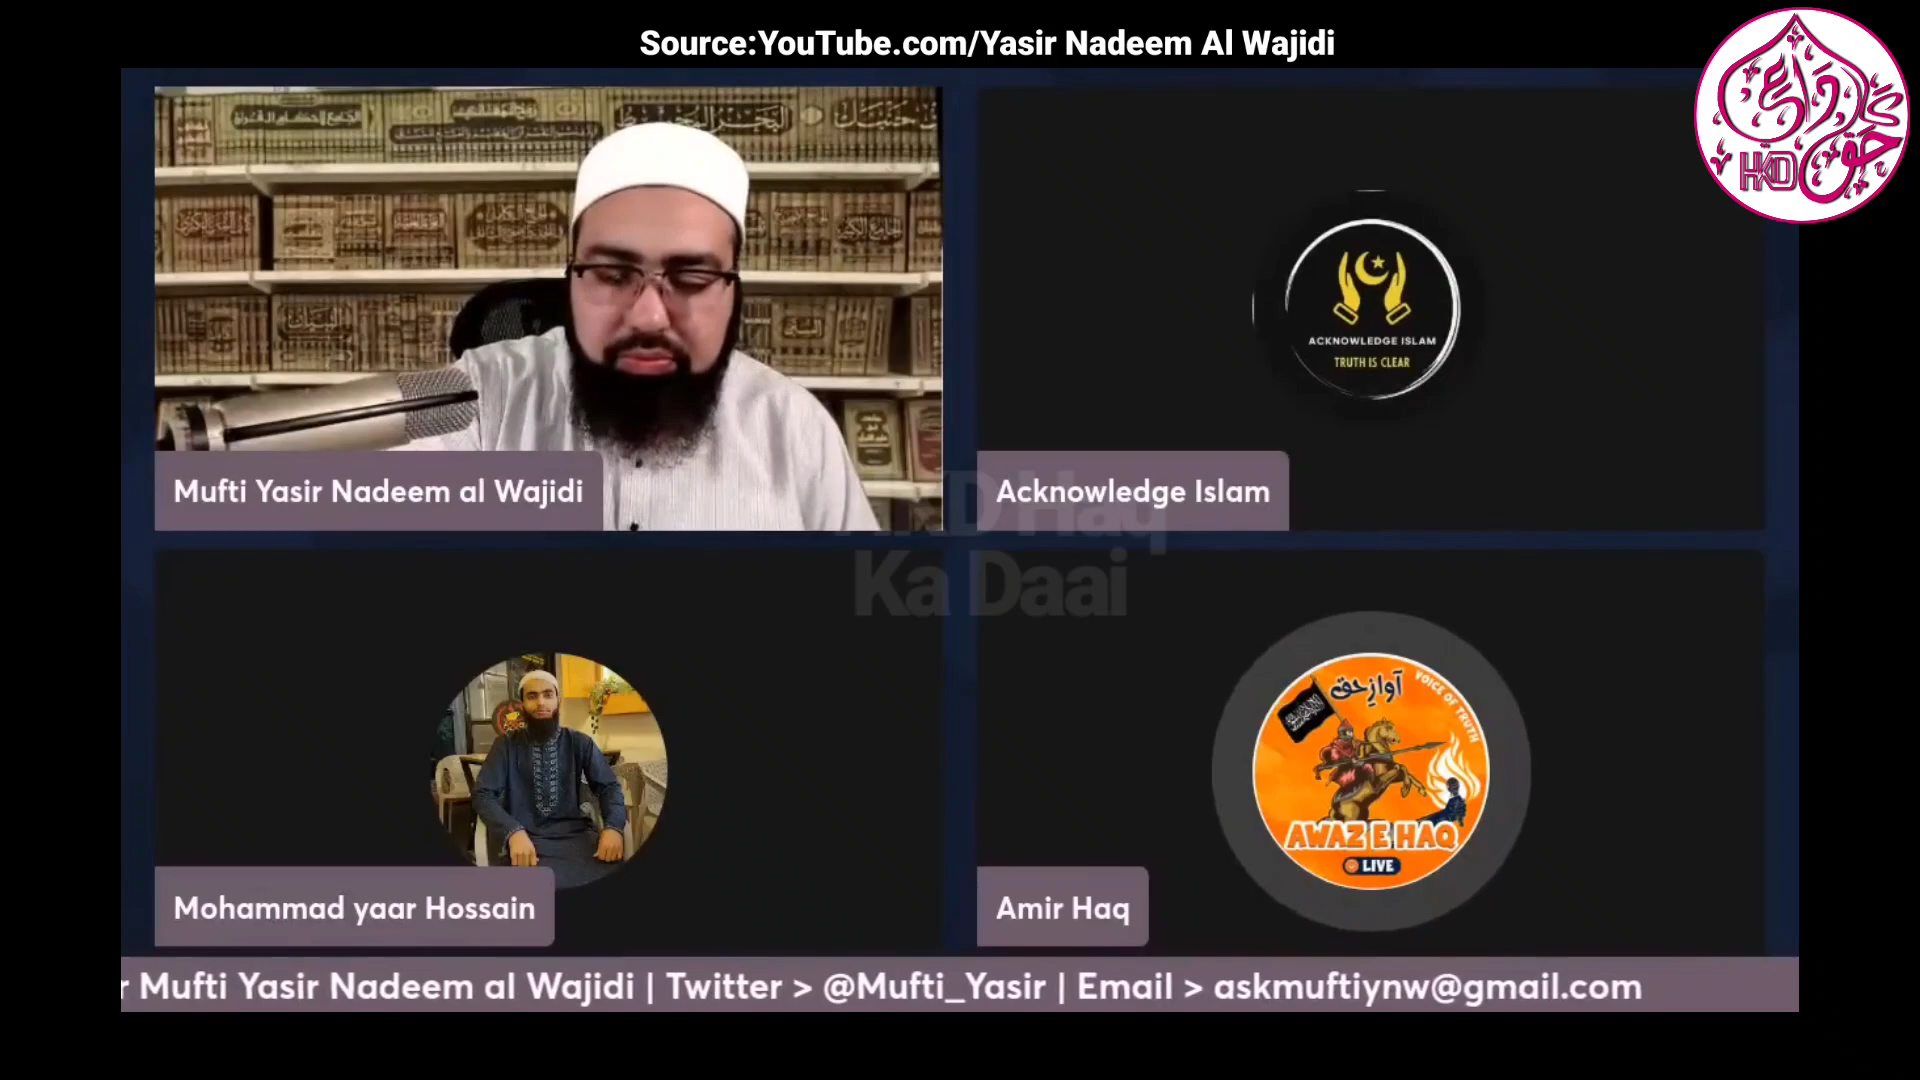 Source:YouTube.com/Yasir Nadeem Al Wajidi
HKD
البحر المحيط
Mufti Yasir Nadeem al Wajidi
ACKNOWLEDGE ISLAM
TRUTH IS CLEAR
Acknowledge Islam
Ka Daai
Mohammad yaar Hossain
آوازِ حق
VOICE OF TRUTH
AWAZ E HAQ
LIVE
Amir Haq
r Mufti Yasir Nadeem al Wajidi | Twitter > @Mufti_Yasir | Email > askmuftiynw@gmail.com